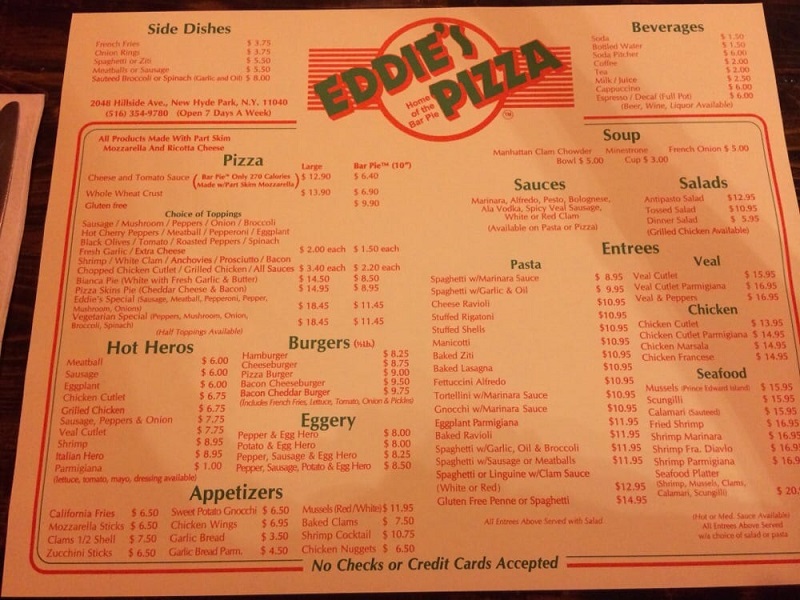 Side Dishes
French Fries $ 3.75
Onion Rings $ 3.75
Spaghetti or Ziti $ 5.50
Meatballs or Sausage $ 5.50
Sauteed Broccoli or Spinach (Garlic and Oil) $ 8.00
2048 Hillside Ave., New Hyde Park, N.Y. 11040
(516) 354-9780 (Open 7 Days A Week)
EDDIE'S
PIZZA
Home
of the
Bar Pie
TM
Beverages
Soda $ 1.50
Bottled Water $ 1.50
Soda Pitcher $ 6.00
Coffee $ 2.00
Tea $ 2.00
Milk / Juice $ 2.50
Cappuccino $ 6.00
Espresso / Decaf (Full Pot) $ 6.00
(Beer, Wine, Liquor Available)
All Products Made With Part Skim
Mozzarella And Ricotta Cheese
Pizza
Large Bar Pie™ (10")
Cheese and Tomato Sauce (Bar Pie® Only 270 Calories Made w/Part Skim Mozzarella) $ 12.90 $ 6.40
Whole Wheat Crust $ 13.90 $ 6.90
Gluten free $ 9.90
Choice of Toppings
Sausage / Mushroom / Peppers / Onion / Broccoli
Hot Cherry Peppers / Meatball / Pepperoni / Eggplant
Black Olives / Tomato / Roasted Peppers / Spinach
Fresh Garlic / Extra Cheese $ 2.00 each $ 1.50 each
Shrimp / White Clam / Anchovies / Prosciutto / Bacon
Chopped Chicken Cutlet / Grilled Chicken / All Sauces $ 3.40 each $ 2.20 each
Bianca Pie (White with Fresh Garlic & Butter) $ 14.50 $ 8.50
Pizza Skins Pie (Cheddar Cheese & Bacon) $ 14.95 $ 8.95
Eddie's Special (Sausage, Meatball, Pepperoni, Pepper,
Mushroom, Onions) $ 18.45 $ 11.45
Vegetarian Special (Peppers, Mushroom, Onion,
Broccoli, Spinach) $ 18.45 $ 11.45
(Half Toppings Available)
Hot Heros
Meatball $ 6.00
Sausage $ 6.00
Eggplant $ 6.00
Chicken Cutlet $ 6.75
Grilled Chicken $ 6.75
Sausage, Peppers & Onion $ 7.75
Veal Cutlet $ 7.75
Shrimp $ 8.95
Italian Hero $ 8.95
Parmigiana $ 1.00
(lettuce, tomato, mayo, dressing available)
Burgers (½lb.)
Hamburger $ 8.25
Cheeseburger $ 8.75
Pizza Burger $ 9.00
Bacon Cheeseburger $ 9.50
Bacon Cheddar Burger $ 9.75
(Includes French Fries, Lettuce, Tomato, Onion & Pickles)
Eggery
Pepper & Egg Hero $ 8.00
Potato & Egg Hero $ 8.00
Pepper, Sausage & Egg Hero $ 8.25
Pepper, Sausage, Potato & Egg Hero $ 8.50
Appetizers
California Fries $ 6.50
Mozzarella Sticks $ 6.50
Clams 1/2 Shell $ 7.50
Zucchini Sticks $ 6.50
Sweet Potato Gnocchi $ 6.50
Chicken Wings $ 6.95
Garlic Bread $ 3.50
Garlic Bread Parm. $ 4.50
Mussels (Red /White) $ 11.95
Baked Clams $ 7.50
Shrimp Cocktail $ 10.75
Chicken Nuggets $ 6.50
Soup
Manhattan Clam Chowder Minestrone French Onion $ 5.00
Bowl $ 5.00 Cup $ 3.00
Sauces
Marinara, Alfredo, Pesto, Bolognese,
Ala Vodka, Spicy Veal Sausage,
White or Red Clam
(Available on Pasta or Pizza)
Salads
Antipasto Salad $12.95
Tossed Salad $10.95
Dinner Salad $ 5.95
(Grilled Chicken Available)
Entrees
Pasta
Spaghetti w/Marinara Sauce $ 8.95
Spaghetti w/Garlic & Oil $ 9.95
Cheese Ravioli $10.95
Stuffed Rigatoni $10.95
Stuffed Shells $10.95
Manicotti $10.95
Baked Ziti $10.95
Baked Lasagna $10.95
Fettuccini Alfredo $10.95
Tortellini w/Marinara Sauce $10.95
Gnocchi w/Marinara Sauce $10.95
Eggplant Parmigiana $11.95
Baked Ravioli $11.95
Spaghetti w/Garlic, Oil & Broccoli $11.95
Spaghetti w/Sausage or Meatballs $11.95
Spaghetti or Linguine w/Clam Sauce
(White or Red) $12.95
Gluten Free Penne or Spaghetti $14.95
All Entrees Above Served with Salad
Veal
Veal Cutlet $ 15.95
Veal Cutlet Parmigiana $ 16.95
Veal & Peppers $ 16.95
Chicken
Chicken Cutlet $ 13.95
Chicken Cutlet Parmigiana $ 14.95
Chicken Marsala $ 14.95
Chicken Francese $ 14.95
Seafood
Mussels (Prince Edward Island) $ 15.95
Scungilli $ 15.95
Calamari (Sauteed) $ 15.95
Fried Shrimp $ 16.95
Shrimp Marinara $ 16.95
Shrimp Fra. Diavlo $ 16.95
Shrimp Parmigiana $ 16.9
Seafood Platter
(Shrimp, Mussels, Clams,
Calamari, Scungilli) $ 20.
(Hot or Med. Sauce Available)
All Entrees Above Served
w/a choice of salad or pasta
No Checks or Credit Cards Accepted